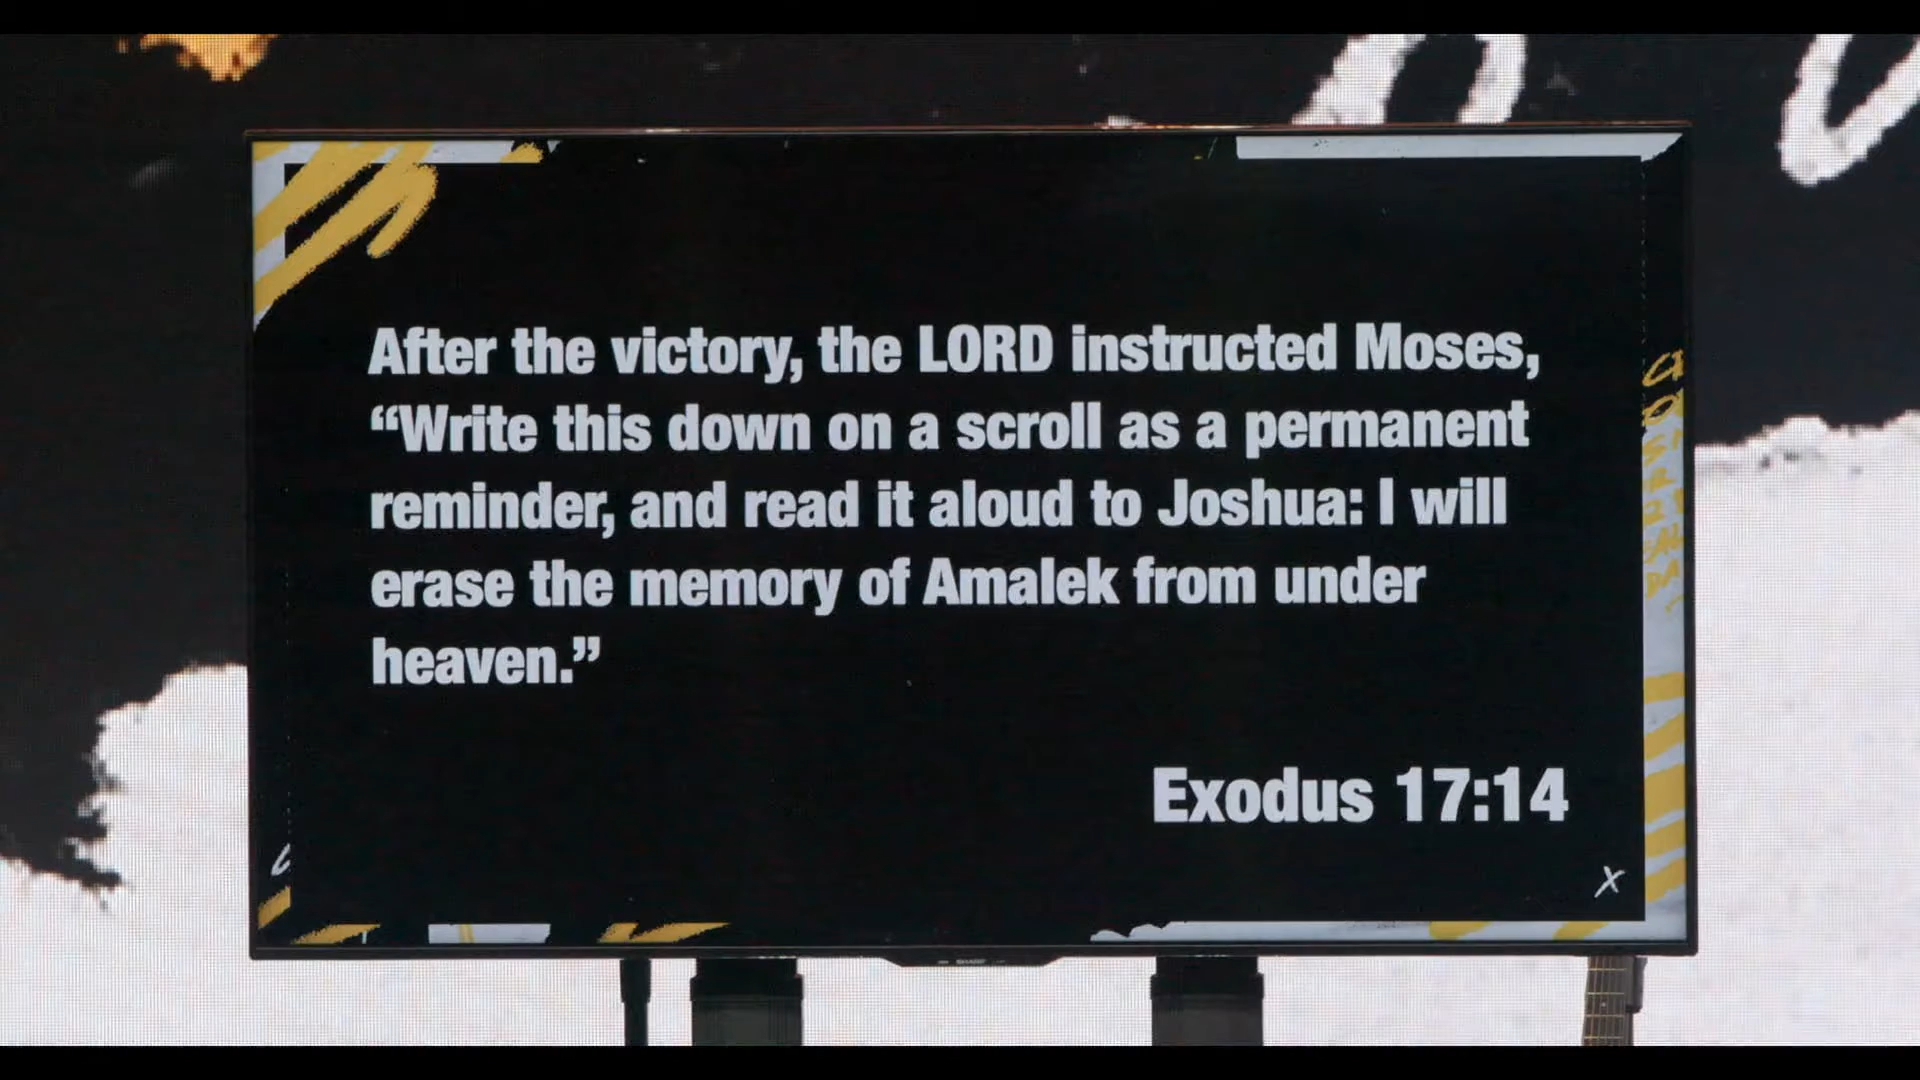 After the victory, the LORD instructed Moses,
“Write this down on a scroll as a permanent
reminder, and read it aloud to Joshua: I will
erase the memory of Amalek from under
heaven.”
Exodus 17:14
X
SHARP